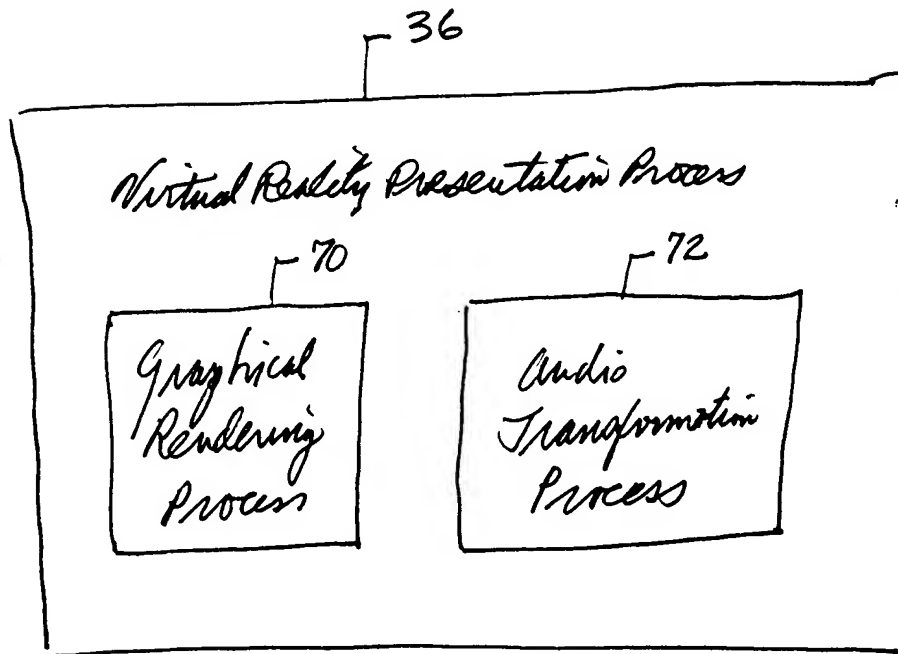 36
Virtual Reality Presentation Process
70
72
Graphical
Rendering
Process
Audio
Transformation
Process